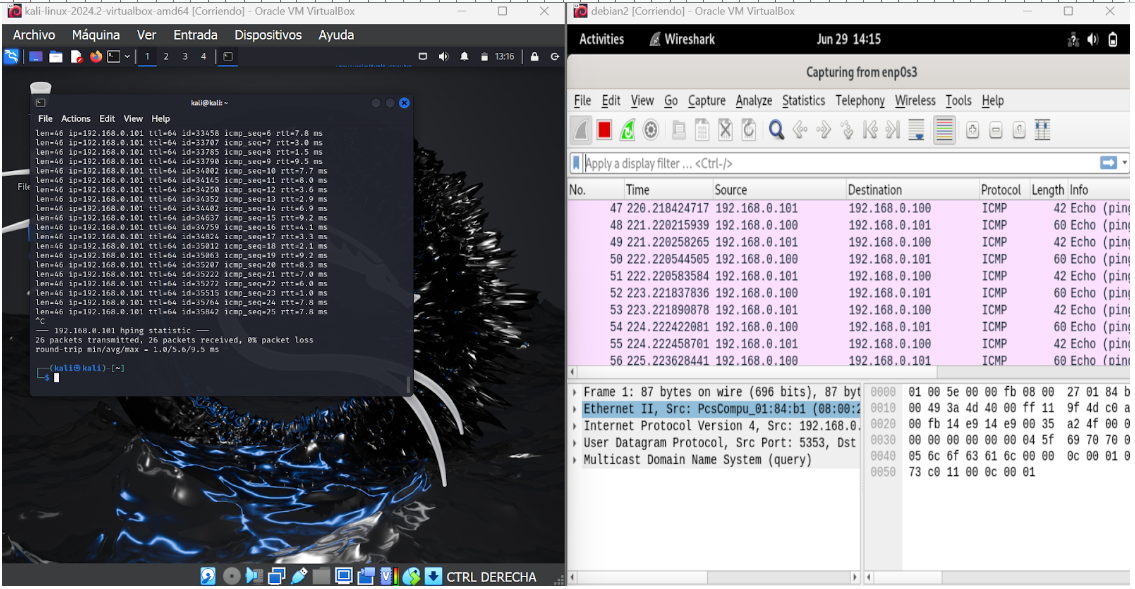 kali-linux-2024.2-virtualbox-amd64 [Corriendo] - Oracle VM VirtualBox
Archivo Máquina Ver Entrada Dispositivos Ayuda
1 2 3 4 13:16
kali@kali: ~
File Actions Edit View Help
len=46 ip=192.168.0.101 ttl=64 id=33458 icmp_seq=6 rtt=7.8 ms
len=46 ip=192.168.0.101 ttl=64 id=33707 icmp_seq=7 rtt=3.0 ms
len=46 ip=192.168.0.101 ttl=64 id=33785 icmp_seq=8 rtt=1.5 ms
len=46 ip=192.168.0.101 ttl=64 id=33790 icmp_seq=9 rtt=9.5 ms
len=46 ip=192.168.0.101 ttl=64 id=34002 icmp_seq=10 rtt=7.7 ms
len=46 ip=192.168.0.101 ttl=64 id=34145 icmp_seq=11 rtt=8.0 ms
len=46 ip=192.168.0.101 ttl=64 id=34250 icmp_seq=12 rtt=3.6 ms
len=46 ip=192.168.0.101 ttl=64 id=34352 icmp_seq=13 rtt=2.9 ms
len=46 ip=192.168.0.101 ttl=64 id=34402 icmp_seq=14 rtt=6.9 ms
len=46 ip=192.168.0.101 ttl=64 id=34637 icmp_seq=15 rtt=9.2 ms
len=46 ip=192.168.0.101 ttl=64 id=34759 icmp_seq=16 rtt=4.1 ms
len=46 ip=192.168.0.101 ttl=64 id=34824 icmp_seq=17 rtt=3.3 ms
len=46 ip=192.168.0.101 ttl=64 id=35012 icmp_seq=18 rtt=2.1 ms
len=46 ip=192.168.0.101 ttl=64 id=35063 icmp_seq=19 rtt=9.2 ms
len=46 ip=192.168.0.101 ttl=64 id=35207 icmp_seq=20 rtt=8.3 ms
len=46 ip=192.168.0.101 ttl=64 id=35222 icmp_seq=21 rtt=7.0 ms
len=46 ip=192.168.0.101 ttl=64 id=35272 icmp_seq=22 rtt=6.0 ms
len=46 ip=192.168.0.101 ttl=64 id=35515 icmp_seq=23 rtt=1.0 ms
len=46 ip=192.168.0.101 ttl=64 id=35764 icmp_seq=24 rtt=7.8 ms
len=46 ip=192.168.0.101 ttl=64 id=35842 icmp_seq=25 rtt=7.8 ms
^C
--- 192.168.0.101 hping statistic ---
26 packets transmitted, 26 packets received, 0% packet loss
round-trip min/avg/max = 1.0/5.6/9.5 ms
(kali㉿kali)-[~]
$
File
CTRL DERECHA
debian2 [Corriendo] - Oracle VM VirtualBox
Activities Wireshark Jun 29 14:15
Capturing from enp0s3
File Edit View Go Capture Analyze Statistics Telephony Wireless Tools Help
Apply a display filter ... <Ctrl-/>
No. Time Source Destination Protocol Length Info
47 220.218424717 192.168.0.101 192.168.0.100 ICMP 42 Echo (ping
48 221.220215939 192.168.0.100 192.168.0.101 ICMP 60 Echo (ping
49 221.220258265 192.168.0.101 192.168.0.100 ICMP 42 Echo (ping
50 222.220544505 192.168.0.100 192.168.0.101 ICMP 60 Echo (ping
51 222.220583584 192.168.0.101 192.168.0.100 ICMP 42 Echo (ping
52 223.221837836 192.168.0.100 192.168.0.101 ICMP 60 Echo (ping
53 223.221890878 192.168.0.101 192.168.0.100 ICMP 42 Echo (ping
54 224.222422081 192.168.0.100 192.168.0.101 ICMP 60 Echo (ping
55 224.222458701 192.168.0.101 192.168.0.100 ICMP 42 Echo (ping
56 225.223628441 192.168.0.100 192.168.0.101 ICMP 60 Echo (ping
Frame 1: 87 bytes on wire (696 bits), 87 byt
Ethernet II, Src: PcsCompu_01:84:b1 (08:00:2
Internet Protocol Version 4, Src: 192.168.0.
User Datagram Protocol, Src Port: 5353, Dst
Multicast Domain Name System (query)
0000 01 00 5e 00 00 fb 08 00 27 01 84 b
0010 00 49 3a 4d 40 00 ff 11 9f 4d c0 a
0020 00 fb 14 e9 14 e9 00 35 a2 4f 00 0
0030 00 00 00 00 00 00 04 5f 69 70 70 0
0040 05 6c 6f 63 61 6c 00 00 0c 00 01 0
0050 73 c0 11 00 0c 00 01